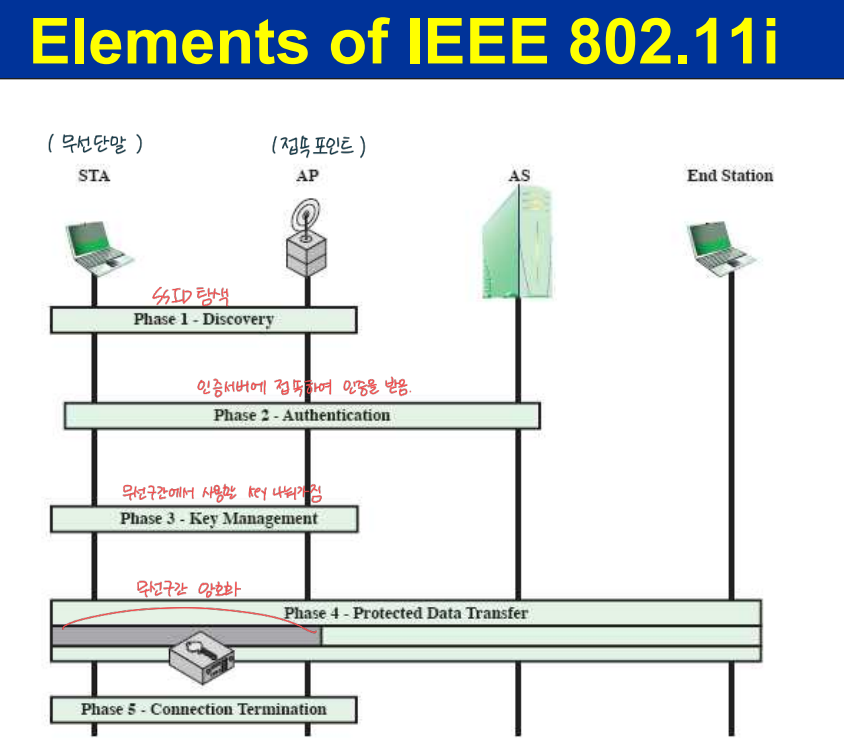 Elements of IEEE 802.11i
(무선단말)
(접속포인트)
STA
AP
AS
End Station
SSID 탐색
Phase 1 - Discovery
인증서버에 접속하여 인증을 받음.
Phase 2 - Authentication
무선구간에서 사용할 key 나눠가짐
Phase 3 - Key Management
무선구간 암호화
Phase 4 - Protected Data Transfer
Phase 5 - Connection Termination